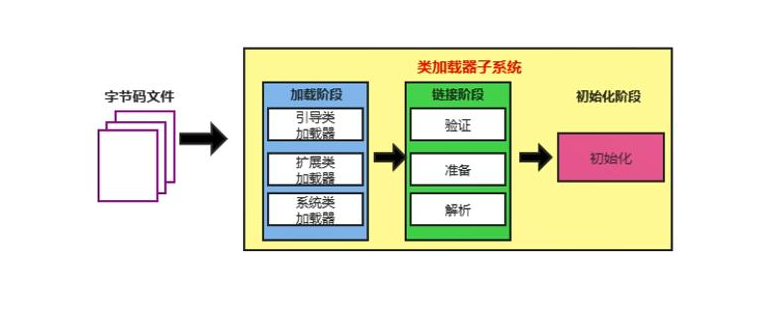 类加载器子系统
字节码文件
加载阶段
引导类
加载器
扩展类
加载器
系统类
加载器
链接阶段
验证
准备
解析
初始化阶段
初始化